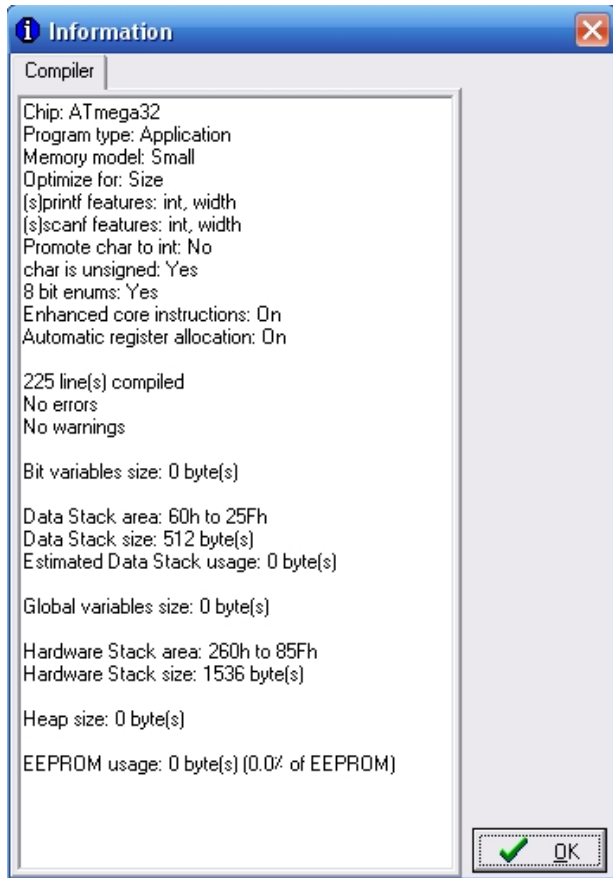 Information
Compiler
Chip: ATmega32
Program type: Application
Memory model: Small
Optimize for: Size
(s)printf features: int, width
(s)scanf features: int, width
Promote char to int: No
char is unsigned: Yes
8 bit enums: Yes
Enhanced core instructions: On
Automatic register allocation: On
225 line(s) compiled
No errors
No warnings
Bit variables size: 0 byte(s)
Data Stack area: 60h to 25Fh
Data Stack size: 512 byte(s)
Estimated Data Stack usage: 0 byte(s)
Global variables size: 0 byte(s)
Hardware Stack area: 260h to 85Fh
Hardware Stack size: 1536 byte(s)
Heap size: 0 byte(s)
EEPROM usage: 0 byte(s) (0.0% of EEPROM)
OK